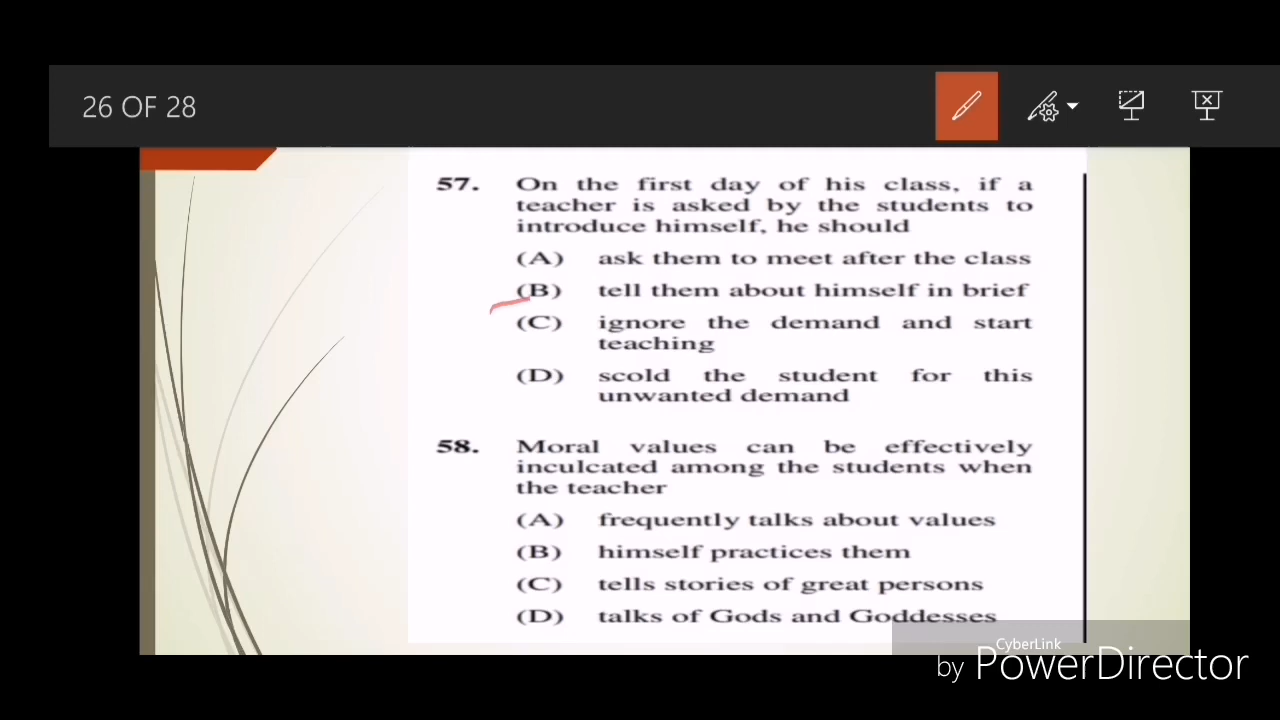 26 OF 28
57. On the first day of his class, if a
teacher is asked by the students to
introduce himself, he should
(A) ask them to meet after the class
(B) tell them about himself in brief
(C) ignore the demand and start
teaching
(D) scold the student for this
unwanted demand
58. Moral values can be effectively
inculcated among the students when
the teacher
(A) frequently talks about values
(B) himself practices them
(C) tells stories of great persons
(D) talks of Gods and Goddesses
CyberLink
by PowerDirector